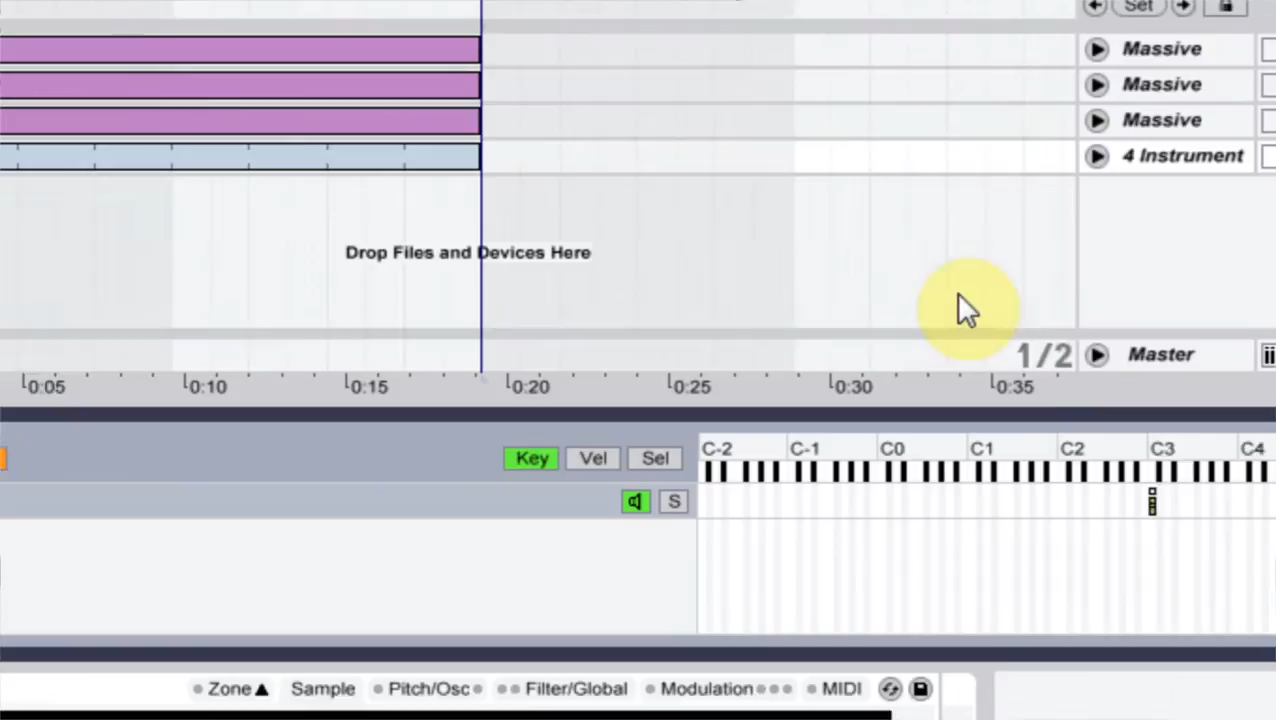 Set
Massive
Massive
Massive
4 Instrument
Drop Files and Devices Here
1/2
Master
0:05 0:10 0:15 0:20 0:25 0:30 0:35
Key Vel Sel
C-2 C-1 C0 C1 C2 C3 C4
S
Zone Sample Pitch/Osc Filter/Global Modulation MIDI